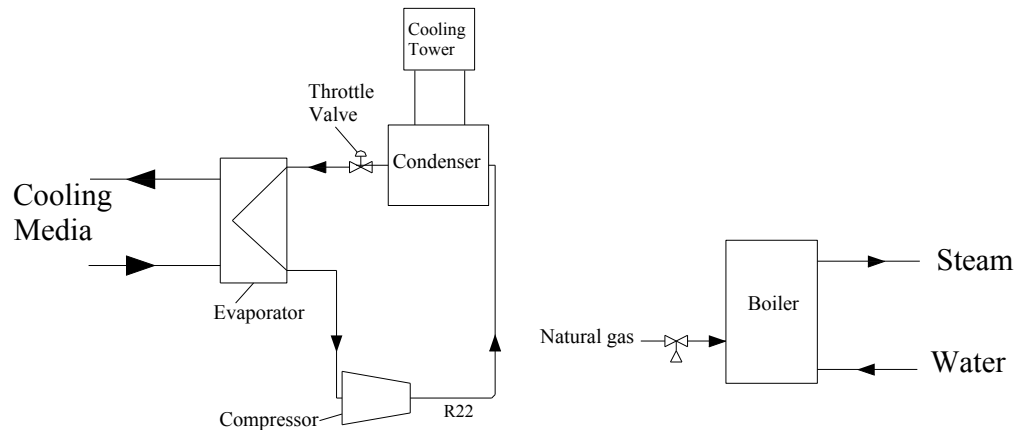 Cooling
Tower
Throttle
Valve
Condenser
Cooling
Media
Evaporator
Compressor
R22
Steam
Boiler
Natural gas
Water